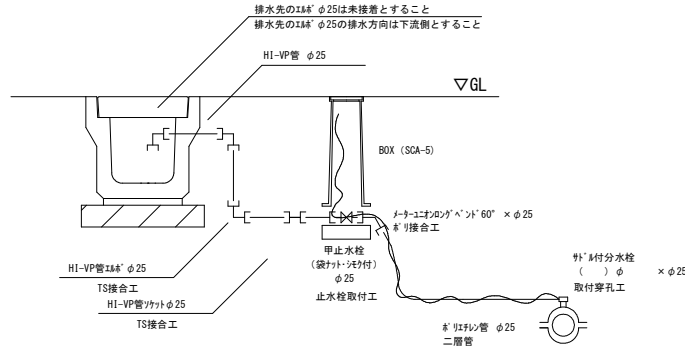 排水先のエルボφ25は未接着とすること
排水先のエルボφ25の排水方向は下流側とすること
HI-VP管 φ25
▽GL
BOX (SCA-5)
メーターユニオンロングベンド60° ×φ25
ポリ接合工
甲止水栓
(袋ナット・シモク付)
φ25
止水栓取付工
HI-VP管エルボφ25
TS接合工
HI-VP管ソケットφ25
TS接合工
サドル付分水栓
(　　) φ　　×φ25
取付穿孔工
ポリエチレン管 φ25
二層管